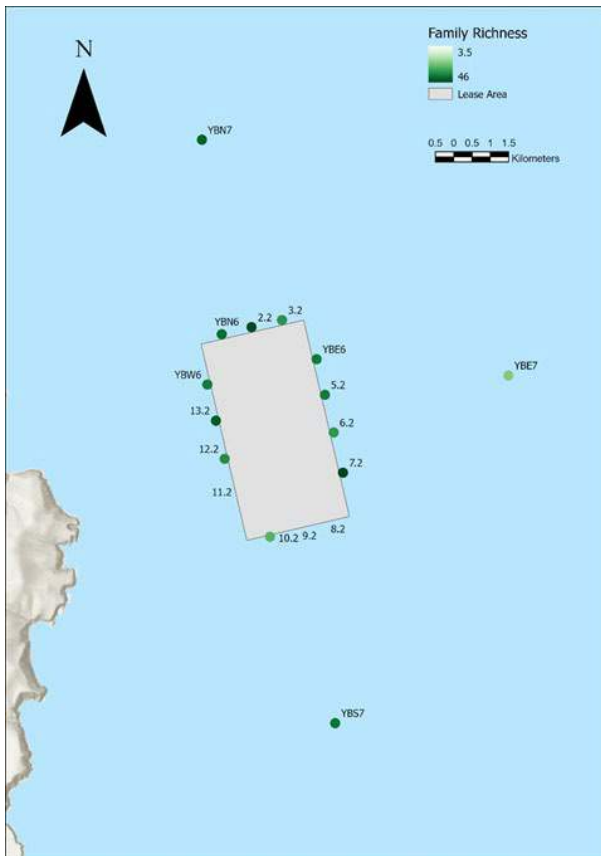 N
Family Richness
3.5
46
Lease Area
0.5 0 0.5 1 1.5
Kilometers
YBN7
3.2
2.2
YBN6
YBE6
YBE7
YBW6
5.2
13.2
6.2
12.2
7.2
11.2
8.2
9.2
10.2
YBS7